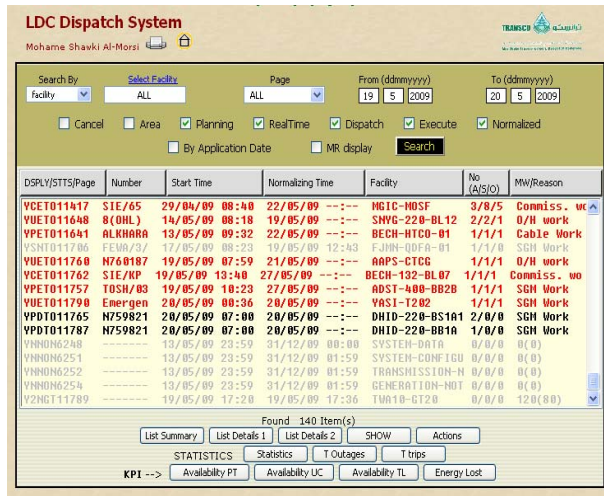 LDC Dispatch System
Mohame Shawki Al-Morsi
TRANSCO
Search By Select Facility Page From (ddmmyyyy) To (ddmmyyyy)
facility ALL ALL 19 5 2009 20 5 2009
Cancel Area Planning RealTime Dispatch Execute Normalized
By Application Date MR display Search
DSPLY/STTS/Page Number Start Time Normalizing Time Facility No (A/S/O) MW/Reason
YCET011417 SIE/65 29/04/09 08:40 22/05/09 --:-- MGIC-MOSF 3/8/5 Commiss. wo
YUET011648 8(OHL) 14/05/09 08:18 19/05/09 --:-- SNYG-220-BL12 2/2/1 O/H work
YPET011641 ALKHARA 13/05/09 09:32 22/05/09 --:-- BECH-HTCO-01 1/1/1 Cable Work
YSNT011706 FEWA/3/ 17/05/09 08:23 19/05/09 12:43 FJMN-QDFA-01 1/1/0 SGM Work
YUET011760 N760187 19/05/09 07:59 21/05/09 --:-- AAPS-CTCG 1/1/1 O/H work
YCET011762 SIE/KP 19/05/09 13:40 27/05/09 --:-- BECH-132-BL07 1/1/1 Commiss. wo
YPET011757 TOSH/03 19/05/09 10:23 27/05/09 --:-- ADST-400-BB2B 1/1/1 SGM Work
YUET011790 Emergen 20/05/09 00:36 20/05/09 --:-- YASI-T202 1/1/1 SGM Work
YPDT011765 N759821 20/05/09 07:00 20/05/09 --:-- DHID-220-BS1A1 2/0/0 SGM Work
YPDT011787 N759821 20/05/09 07:00 20/05/09 --:-- DHID-220-BB1A 1/0/0 SGM Work
YNNON6248 ------- 13/05/09 23:59 31/12/09 00:00 SYSTEM-DATA 0/0/0 0(0)
YNNON6251 ------- 13/05/09 23:59 31/12/09 01:59 SYSTEM-CONFIGU 0/0/0 0(0)
YNNON6252 ------- 13/05/09 23:59 31/12/09 01:59 TRANSMISSION-N 0/0/0 0(0)
YNNON6254 ------- 13/05/09 23:59 31/12/09 01:59 GENERATION-NOT 0/0/0 0(0)
Y2NGT11789 ------- 19/05/09 17:20 19/05/09 17:36 TWA10-GT20 0/0/0 120(80)
Found 140 Item(s)
List Summary List Details 1 List Details 2 SHOW Actions
STATISTICS Statistics T Outages T trips
KPI --> Availability PT Availability UC Availability TL Energy Lost